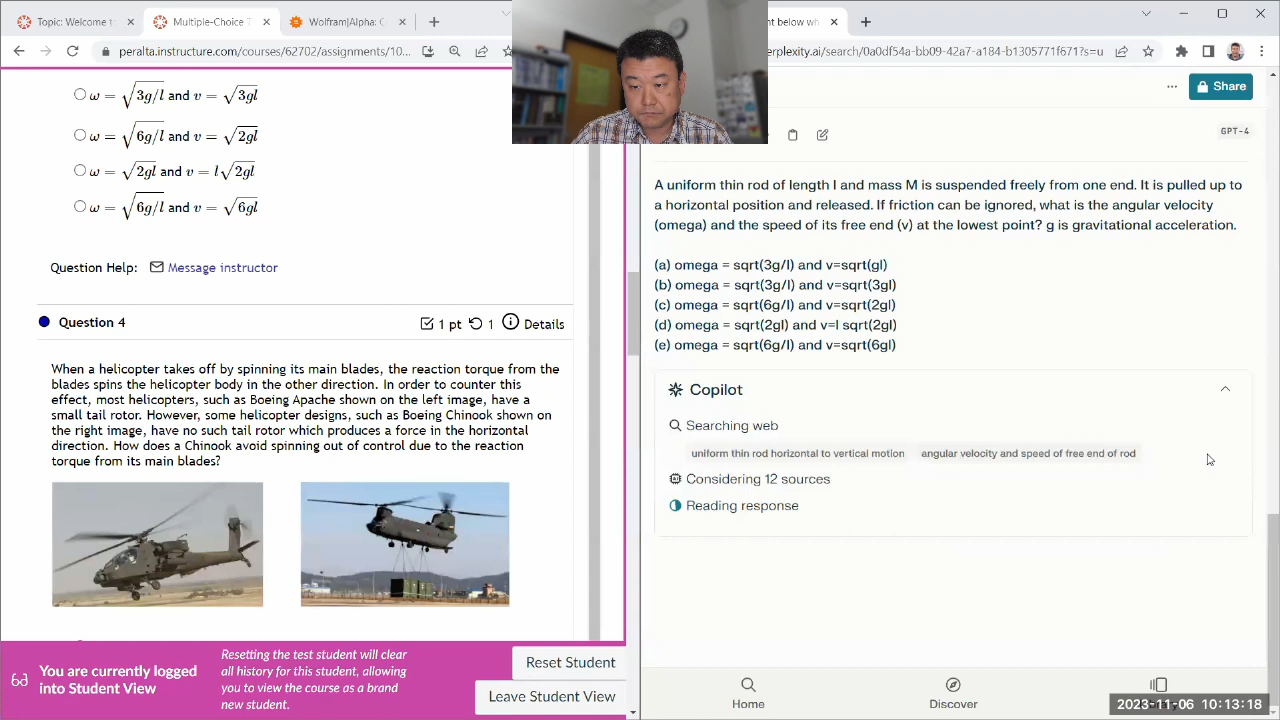 Topic: Welcome t
Multiple-Choice T
Wolfram|Alpha: C
nt below wh
peralta.instructure.com/courses/62702/assignments/10...
erplexity.ai/search/0a0df54a-bb09-42a7-a184-b1305771f671?s=u
ω = √3g/l and v = √3gl
ω = √6g/l and v = √2gl
ω = √2gl and v = l√2gl
ω = √6g/l and v = √6gl
Question Help: Message instructor
Question 4
1 pt 1 Details
When a helicopter takes off by spinning its main blades, the reaction torque from the
blades spins the helicopter body in the other direction. In order to counter this
effect, most helicopters, such as Boeing Apache shown on the left image, have a
small tail rotor. However, some helicopter designs, such as Boeing Chinook shown on
the right image, have no such tail rotor which produces a force in the horizontal
direction. How does a Chinook avoid spinning out of control due to the reaction
torque from its main blades?
You are currently logged
into Student View
Resetting the test student will clear
all history for this student, allowing
you to view the course as a brand
new student.
Reset Student
Leave Student View
... Share
GPT-4
A uniform thin rod of length l and mass M is suspended freely from one end. It is pulled up to
a horizontal position and released. If friction can be ignored, what is the angular velocity
(omega) and the speed of its free end (v) at the lowest point? g is gravitational acceleration.
(a) omega = sqrt(3g/l) and v=sqrt(gl)
(b) omega = sqrt(3g/l) and v=sqrt(3gl)
(c) omega = sqrt(6g/l) and v=sqrt(2gl)
(d) omega = sqrt(2gl) and v=l sqrt(2gl)
(e) omega = sqrt(6g/l) and v=sqrt(6gl)
Copilot
Searching web
uniform thin rod horizontal to vertical motion angular velocity and speed of free end of rod
Considering 12 sources
Reading response
Home
Discover
2023-11-06 10:13:18